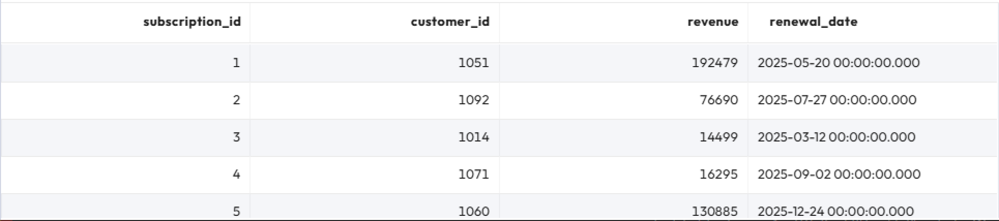 subscription_id customer_id revenue renewal_date
1 1051 192479 2025-05-20 00:00:00.000
2 1092 76690 2025-07-27 00:00:00.000
3 1014 14499 2025-03-12 00:00:00.000
4 1071 16295 2025-09-02 00:00:00.000
5 1060 130885 2025-12-24 00:00:00.000